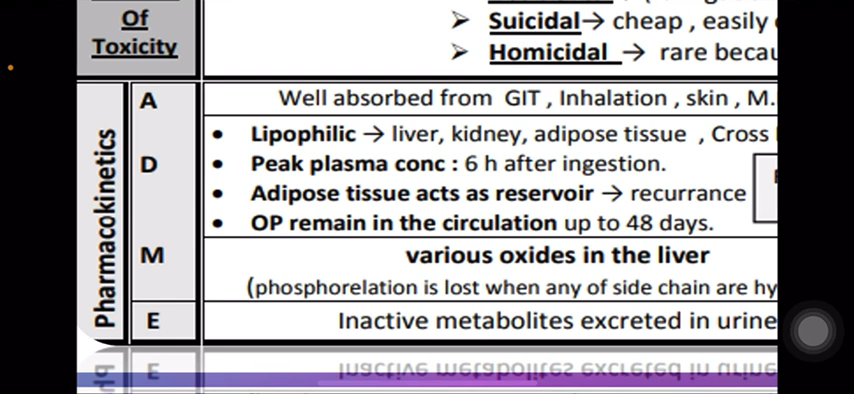 Of
Toxicity
➤ Suicidal→ cheap , easily
➤ Homicidal → rare
Pharmacokinetics
A
Well absorbed from GIT , Inhalation , skin , M.
D
• Lipophilic → liver, kidney, adipose tissue , Cross
• Peak plasma conc : 6 h after ingestion.
• Adipose tissue acts as reservoir → recurrance
• OP remain in the circulation up to 48 days.
M
various oxides in the liver
(phosphorelation is lost when any of side chain are
E
Inactive metabolites excreted in urine